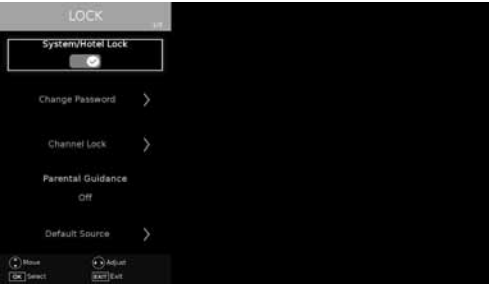 LOCK
System/Hotel Lock
Change Password
Channel Lock
Parental Guidance
Off
Default Source
Move Adjust
OK Select EXIT Exit